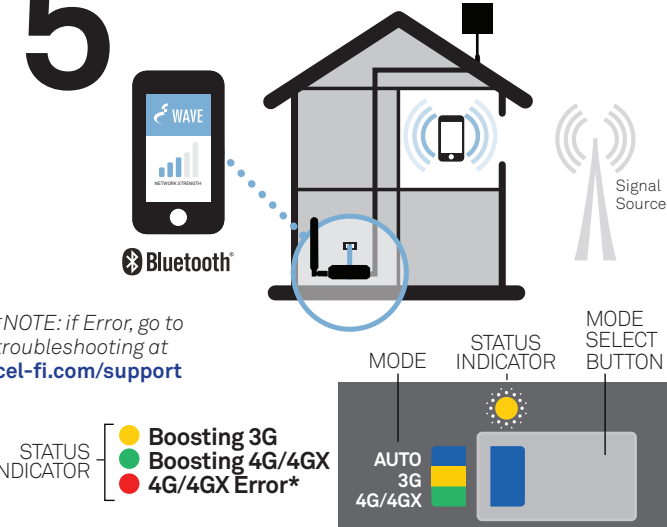 5
WAVE
NETWORK STRENGTH
Bluetooth®
Signal
Source
NOTE: if Error, go to
troubleshooting at
cel-fi.com/support
STATUS
INDICATOR
Boosting 3G
Boosting 4G/4GX
4G/4GX Error*
MODE
STATUS
INDICATOR
MODE
SELECT
BUTTON
AUTO
3G
4G/4GX